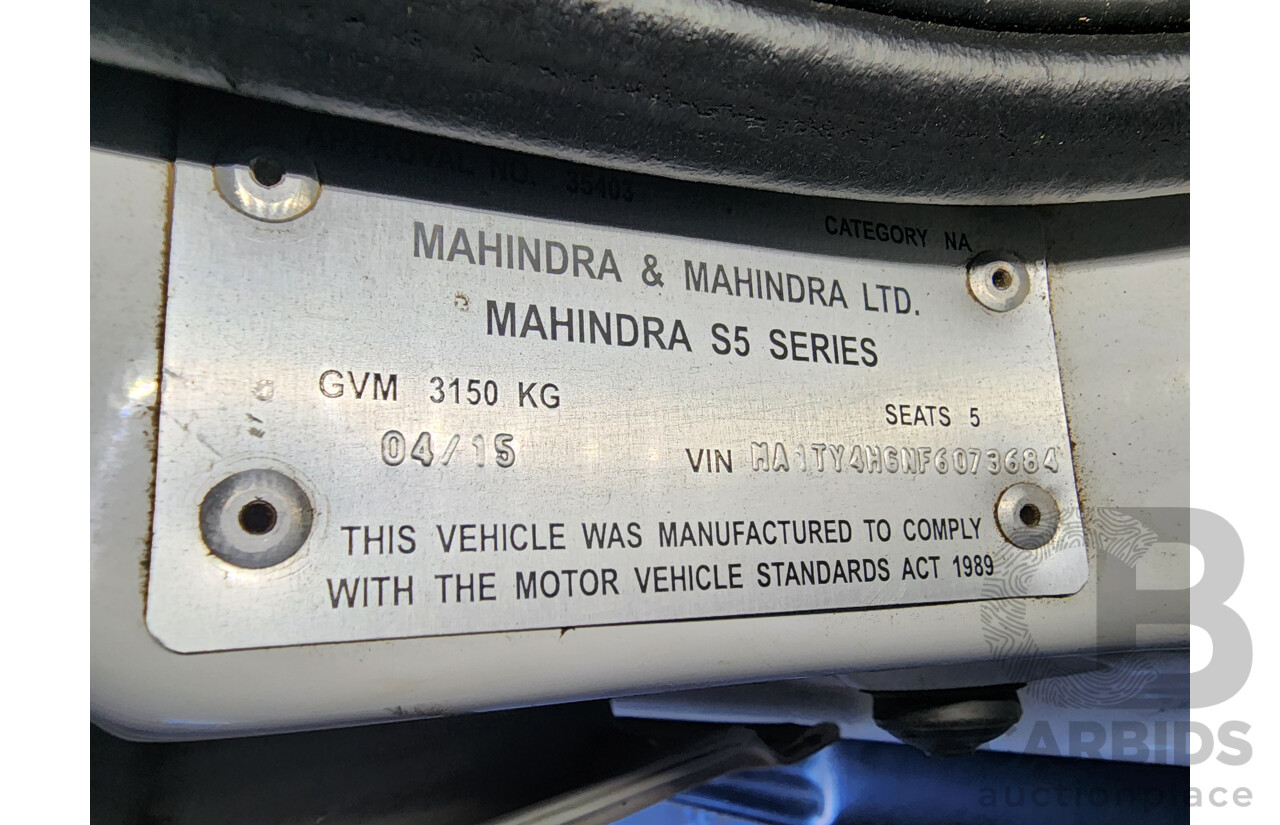 APPROVAL NO. 35403
CATEGORY NA
MAHINDRA & MAHINDRA LTD.
MAHINDRA S5 SERIES
GVM 3150 KG
SEATS 5
04/15
VIN MA1TY4HGNF6073684
THIS VEHICLE WAS MANUFACTURED TO COMPLY
WITH THE MOTOR VEHICLE STANDARDS ACT 1989
B
ARBIDS
auctionplace